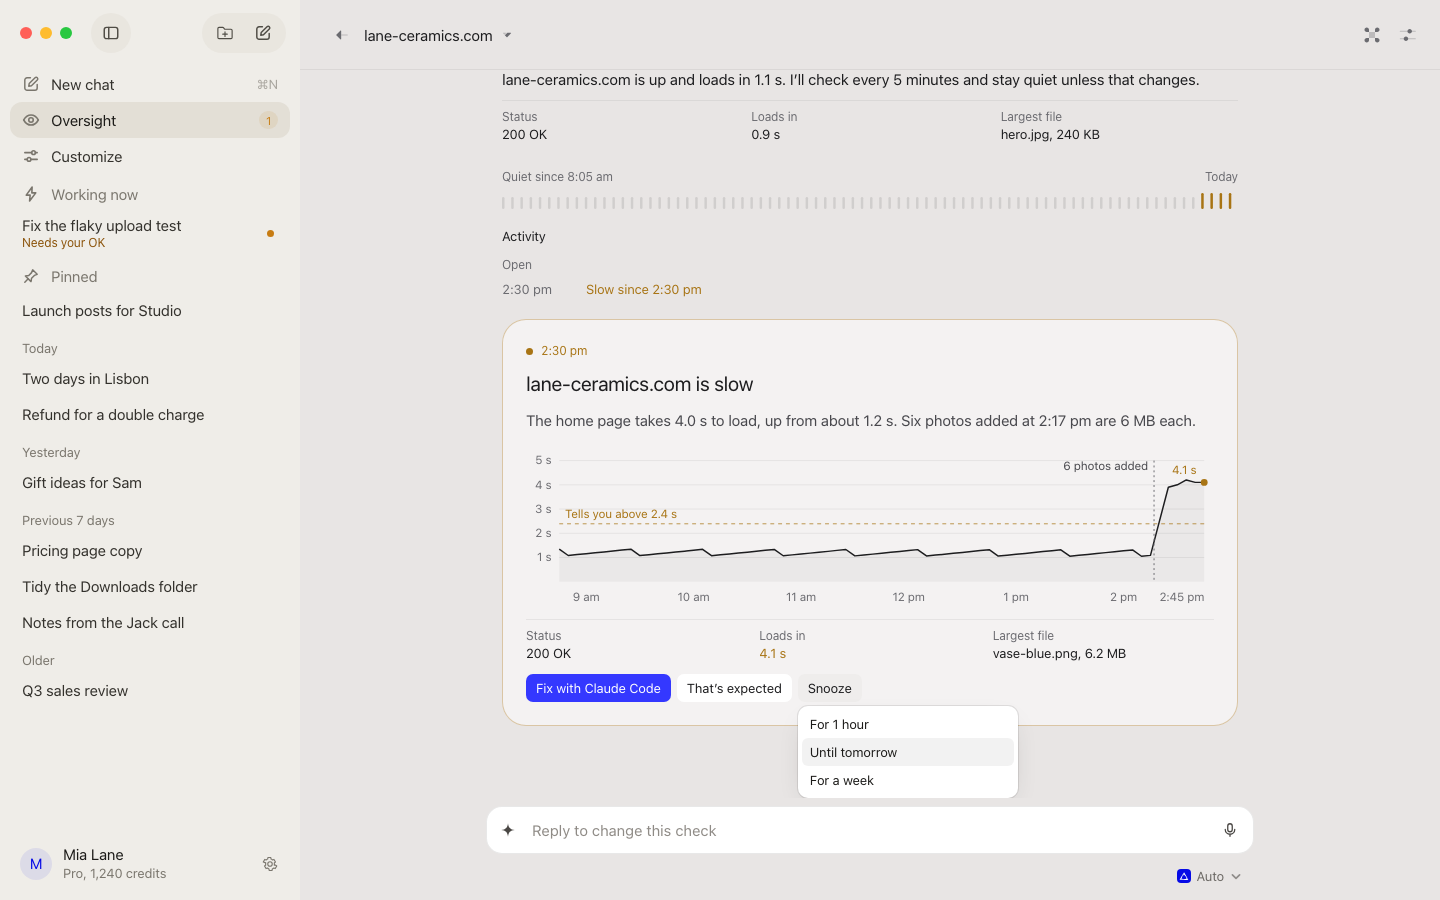 New chat
⌘N
Oversight
1
Customize
Working now
Fix the flaky upload test
Needs your OK
Pinned
Launch posts for Studio
Today
Two days in Lisbon
Refund for a double charge
Yesterday
Gift ideas for Sam
Previous 7 days
Pricing page copy
Tidy the Downloads folder
Notes from the Jack call
Older
Q3 sales review
M
Mia Lane
Pro, 1,240 credits
lane-ceramics.com
lane-ceramics.com is up and loads in 1.1 s. I’ll check every 5 minutes and stay quiet unless that changes.
Status
Loads in
Largest file
200 OK
0.9 s
hero.jpg, 240 KB
Quiet since 8:05 am
Today
Activity
Open
2:30 pm
Slow since 2:30 pm
2:30 pm
lane-ceramics.com is slow
The home page takes 4.0 s to load, up from about 1.2 s. Six photos added at 2:17 pm are 6 MB each.
5 s
6 photos added
4.1 s
4 s
3 s
Tells you above 2.4 s
2 s
1 s
9 am
10 am
11 am
12 pm
1 pm
2 pm
2:45 pm
Status
Loads in
Largest file
200 OK
4.1 s
vase-blue.png, 6.2 MB
Fix with Claude Code
That’s expected
Snooze
For 1 hour
Until tomorrow
For a week
Reply to change this check
Auto